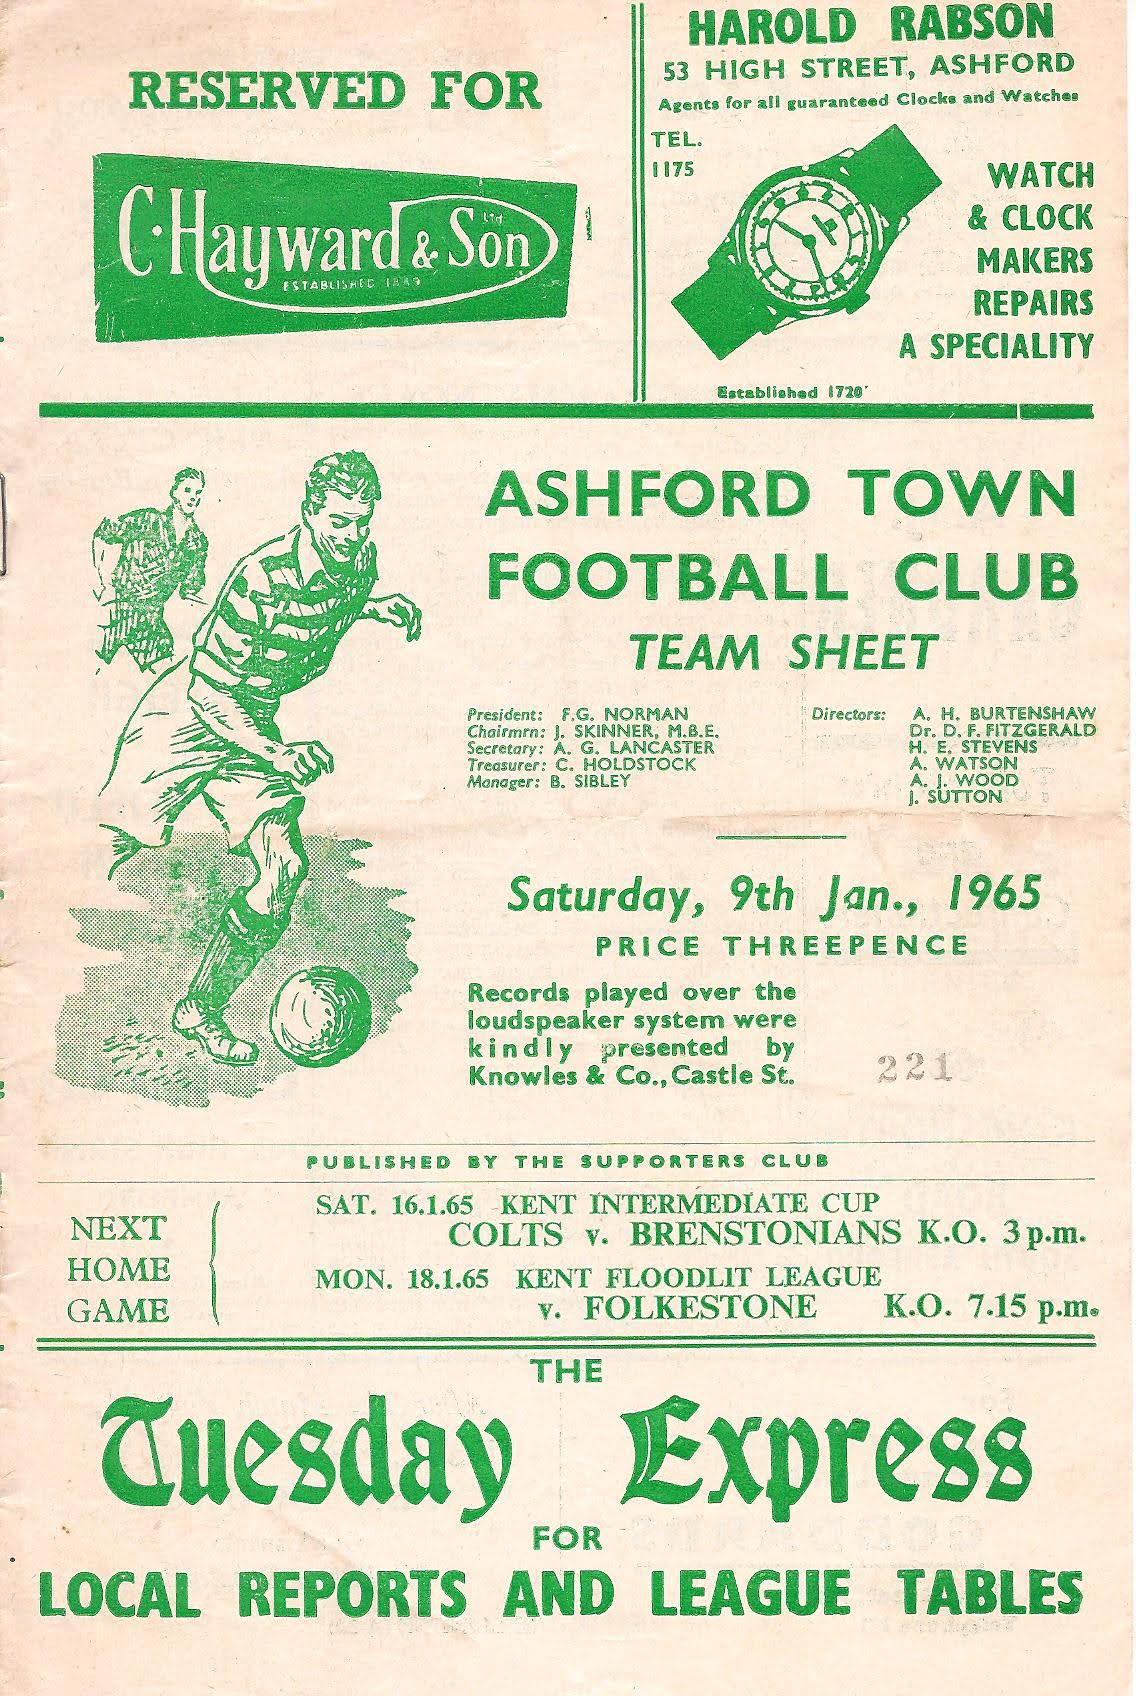 RESERVED FOR
C. Hayward & Son Ltd
ESTABLISHED 1889
HAROLD RABSON
53 HIGH STREET, ASHFORD
Agents for all guaranteed Clocks and Watches
TEL.
1175
WATCH
& CLOCK
MAKERS
REPAIRS
A SPECIALITY
Established 1720
ASHFORD TOWN
FOOTBALL CLUB
TEAM SHEET
President: F.G. NORMAN
Chairmrn: J. SKINNER, M.B.E.
Secretary: A. G. LANCASTER
Treasurer: C. HOLDSTOCK
Manager: B. SIBLEY
Directors: A. H. BURTENSHAW
Dr. D. F. FITZGERALD
H. E. STEVENS
A. WATSON
A. J. WOOD
J. SUTTON
Saturday, 9th Jan., 1965
PRICE THREEPENCE
Records played over the
loudspeaker system were
kindly presented by
Knowles & Co., Castle St.
221
PUBLISHED BY THE SUPPORTERS CLUB
NEXT
HOME
GAME
SAT. 16.1.65 KENT INTERMEDIATE CUP
COLTS v. BRENSTONIANS K.O. 3 p.m.
MON. 18.1.65 KENT FLOODLIT LEAGUE
v. FOLKESTONE K.O. 7.15 p.m.
THE
Tuesday Express
FOR
LOCAL REPORTS AND LEAGUE TABLES